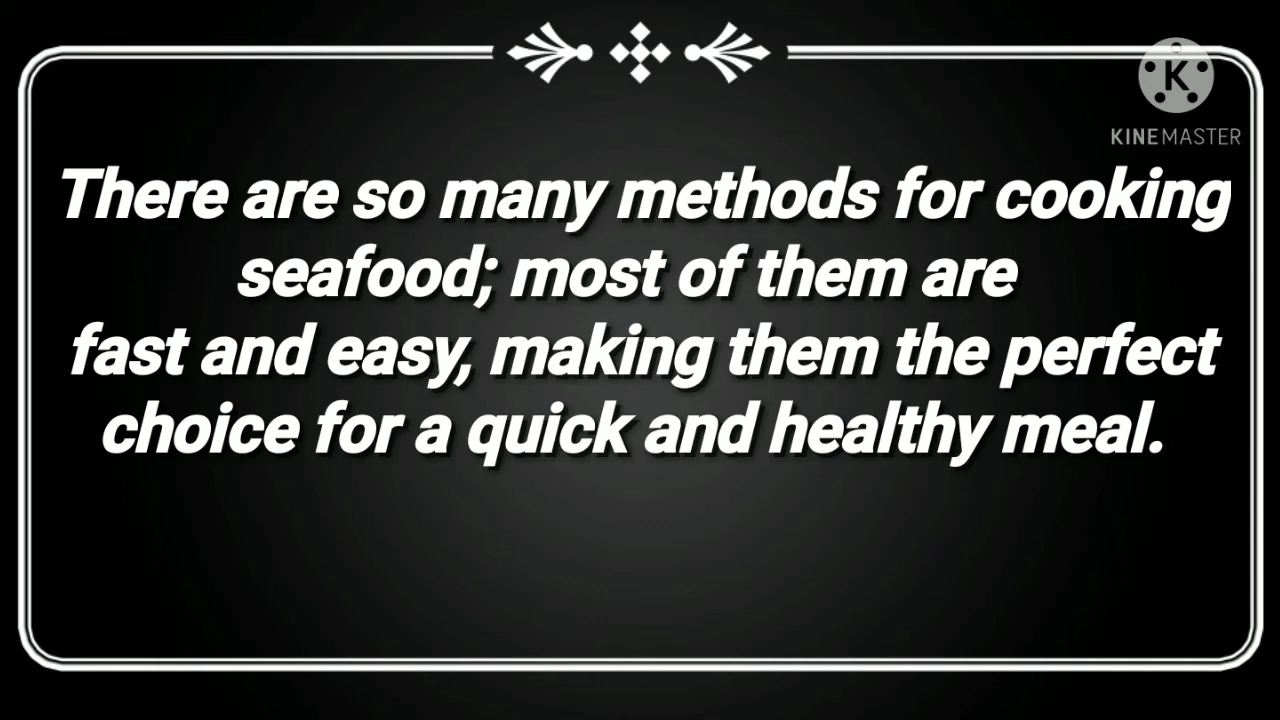 K
KINEMASTER
There are so many methods for cooking
seafood; most of them are
fast and easy, making them the perfect
choice for a quick and healthy meal.